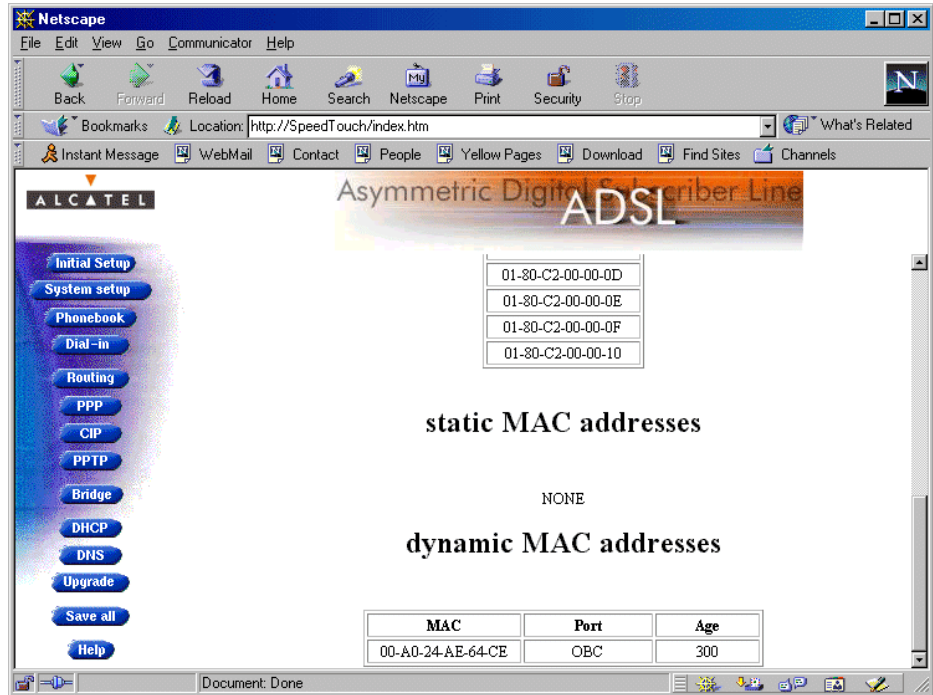 Netscape
File Edit View Go Communicator Help
My
N
Back Forward Reload Home Search Netscape Print Security Stop
Bookmarks Location: http://SpeedTouch/index.htm What's Related
Instant Message WebMail Contact People Yellow Pages Download Find Sites Channels
ALCATEL
Asymmetric Digital Subscriber Line
ADSL
Initial Setup
System setup
Phonebook
Dial-in
Routing
PPP
CIP
PPTP
Bridge
DHCP
DNS
Upgrade
Save all
Help
01-80-C2-00-00-0D
01-80-C2-00-00-0E
01-80-C2-00-00-0F
01-80-C2-00-00-10
static MAC addresses
NONE
dynamic MAC addresses
MAC Port Age
00-A0-24-AE-64-CE OBC 300
Document: Done